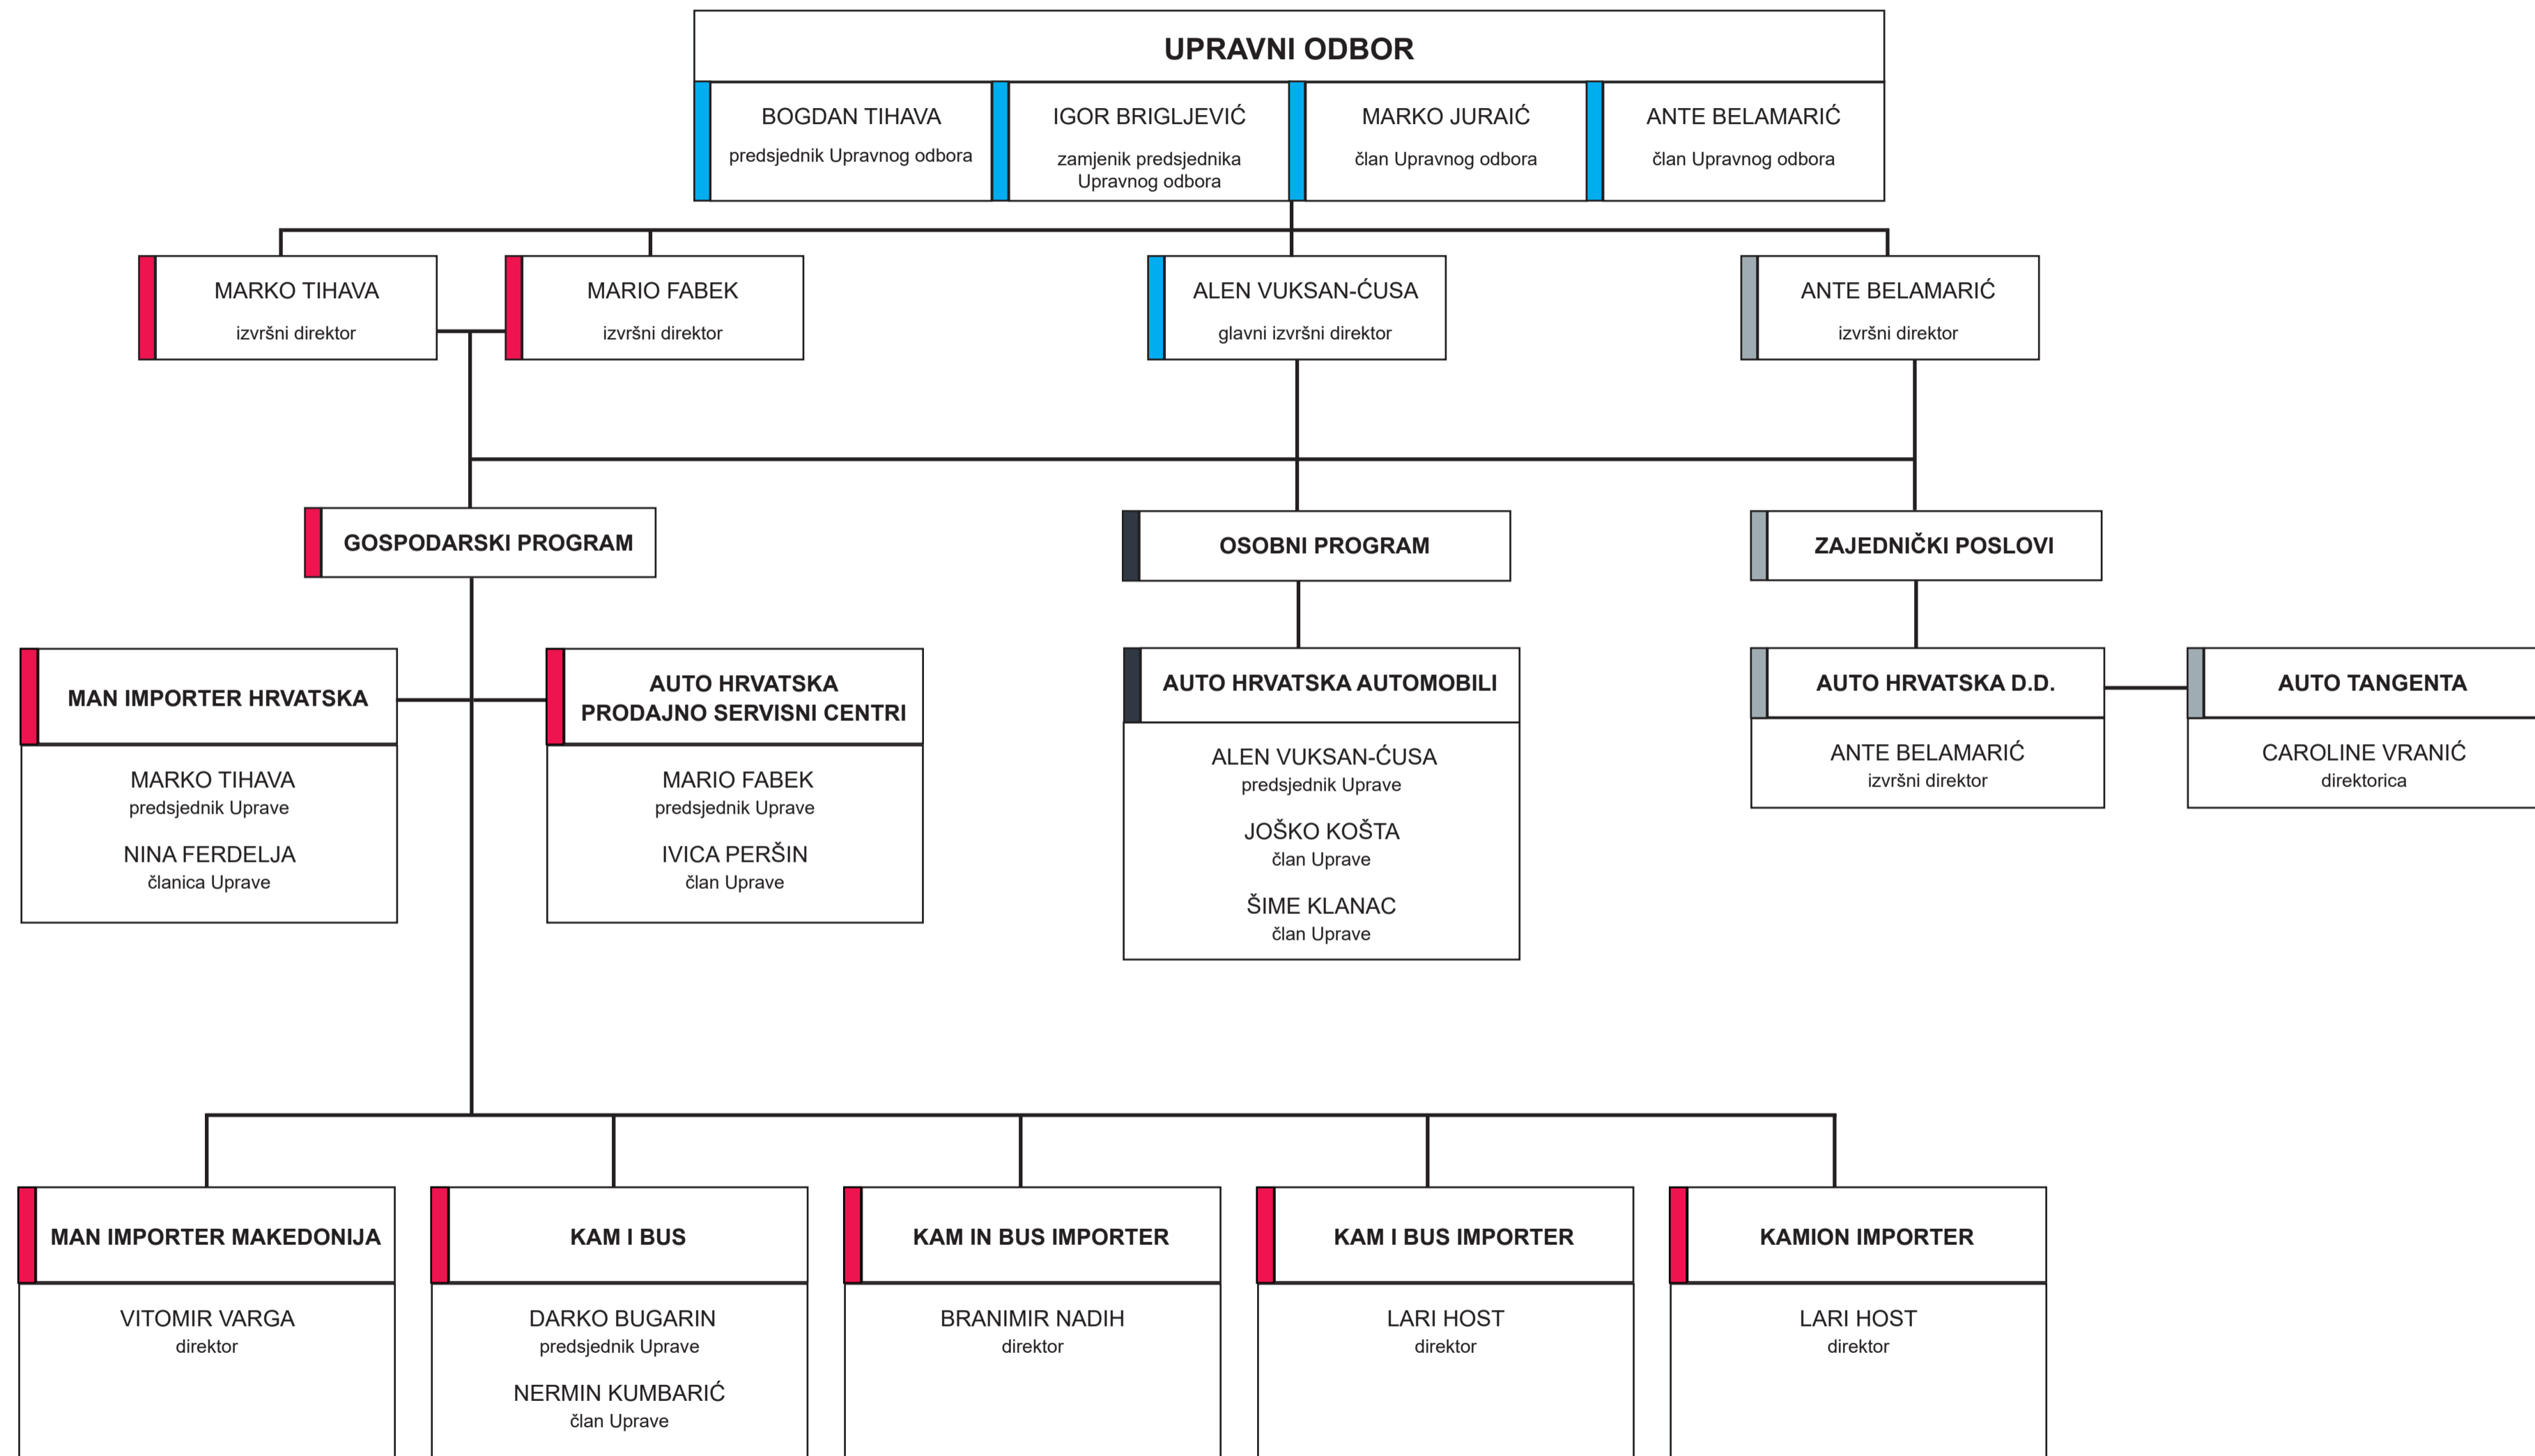 UPRAVNI ODBOR
BOGDAN TIHAVA
predsjednik Upravnog odbora
IGOR BRIGLJEVIĆ
zamjenik predsjednika
Upravnog odbora
MARKO JURAIĆ
član Upravnog odbora
ANTE BELAMARIĆ
član Upravnog odbora
MARKO TIHAVA
izvršni direktor
MARIO FABEK
izvršni direktor
ALEN VUKSAN-ĆUSA
glavni izvršni direktor
ANTE BELAMARIĆ
izvršni direktor
GOSPODARSKI PROGRAM
OSOBNI PROGRAM
ZAJEDNIČKI POSLOVI
MAN IMPORTER HRVATSKA
MARKO TIHAVA
predsjednik Uprave
NINA FERDELJA
članica Uprave
AUTO HRVATSKA
PRODAJNO SERVISNI CENTRI
MARIO FABEK
predsjednik Uprave
IVICA PERŠIN
član Uprave
AUTO HRVATSKA AUTOMOBILI
ALEN VUKSAN-ĆUSA
predsjednik Uprave
JOŠKO KOŠTA
član Uprave
ŠIME KLANAC
član Uprave
AUTO HRVATSKA D.D.
ANTE BELAMARIĆ
izvršni direktor
AUTO TANGENTA
CAROLINE VRANIĆ
direktorica
MAN IMPORTER MAKEDONIJA
VITOMIR VARGA
direktor
KAM I BUS
DARKO BUGARIN
predsjednik Uprave
NERMIN KUMBARIĆ
član Uprave
KAM IN BUS IMPORTER
BRANIMIR NADIH
direktor
KAM I BUS IMPORTER
LARI HOST
direktor
KAMION IMPORTER
LARI HOST
direktor